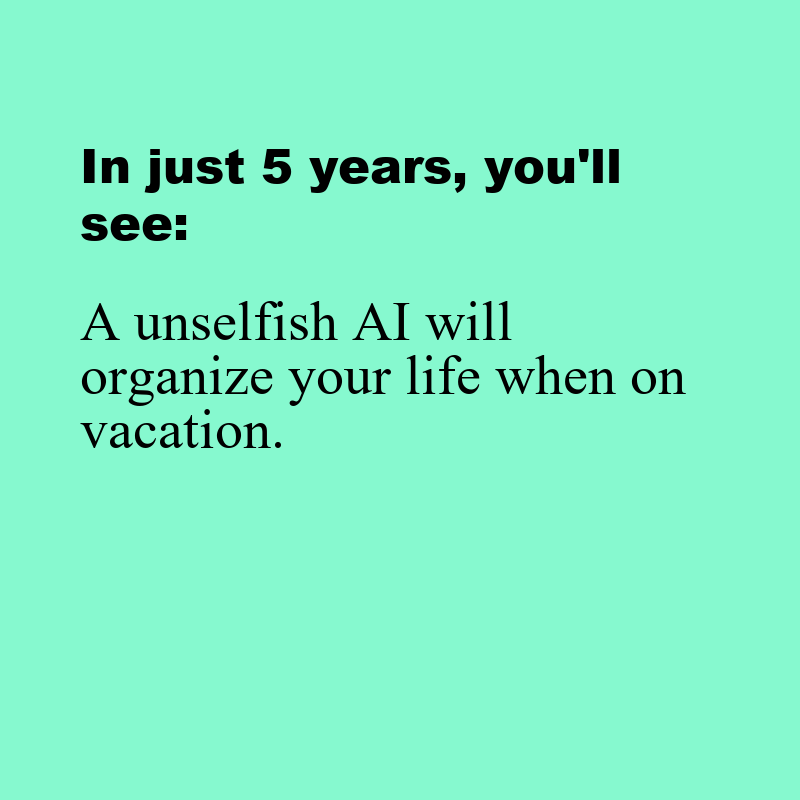 In just 5 years, you'll
see:
A unselfish AI will
organize your life when on
vacation.